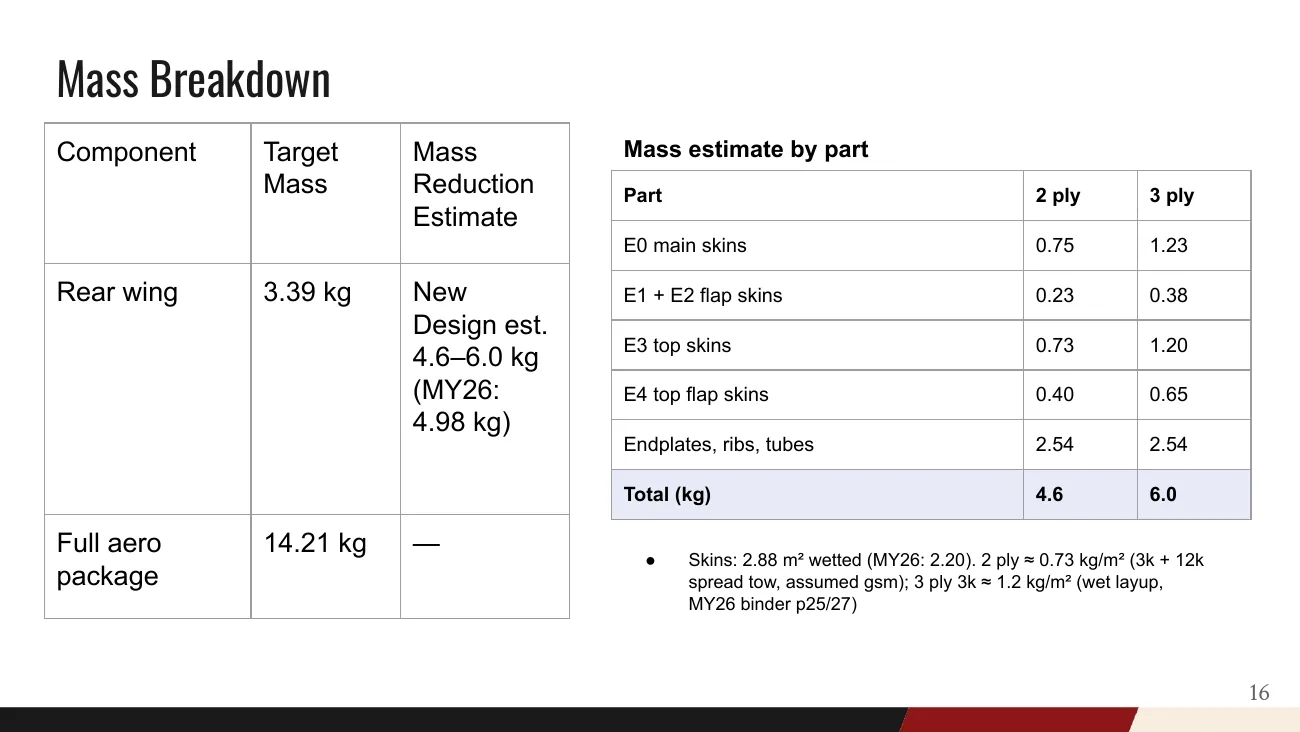 Mass Breakdown
Component
Target
Mass
Mass
Reduction
Estimate
Rear wing
3.39 kg
New
Design est.
4.6–6.0 kg
(MY26:
4.98 kg)
Full aero
package
14.21 kg
—
Mass estimate by part
Part
2 ply
3 ply
E0 main skins
0.75
1.23
E1 + E2 flap skins
0.23
0.38
E3 top skins
0.73
1.20
E4 top flap skins
0.40
0.65
Endplates, ribs, tubes
2.54
2.54
Total (kg)
4.6
6.0
● Skins: 2.88 m² wetted (MY26: 2.20). 2 ply ≈ 0.73 kg/m² (3k + 12k
spread tow, assumed gsm); 3 ply 3k ≈ 1.2 kg/m² (wet layup,
MY26 binder p25/27)
16